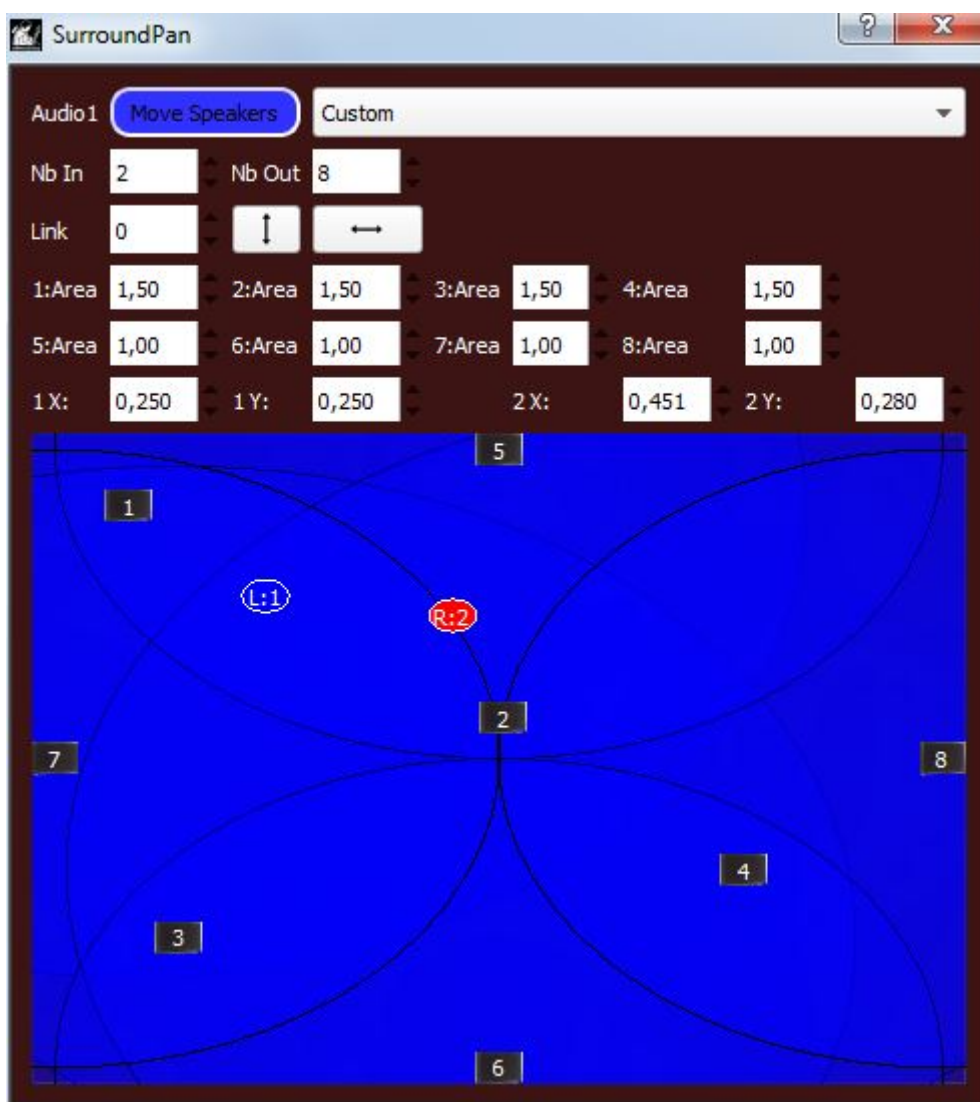 SurroundPan ? X
Audio1 Move Speakers Custom
Nb In 2 Nb Out 8
Link 0
1:Area 1,50 2:Area 1,50 3:Area 1,50 4:Area 1,50
5:Area 1,00 6:Area 1,00 7:Area 1,00 8:Area 1,00
1 X: 0,250 1 Y: 0,250 2 X: 0,451 2 Y: 0,280
5
1
L:1
R:2
2
7 8
4
3
6